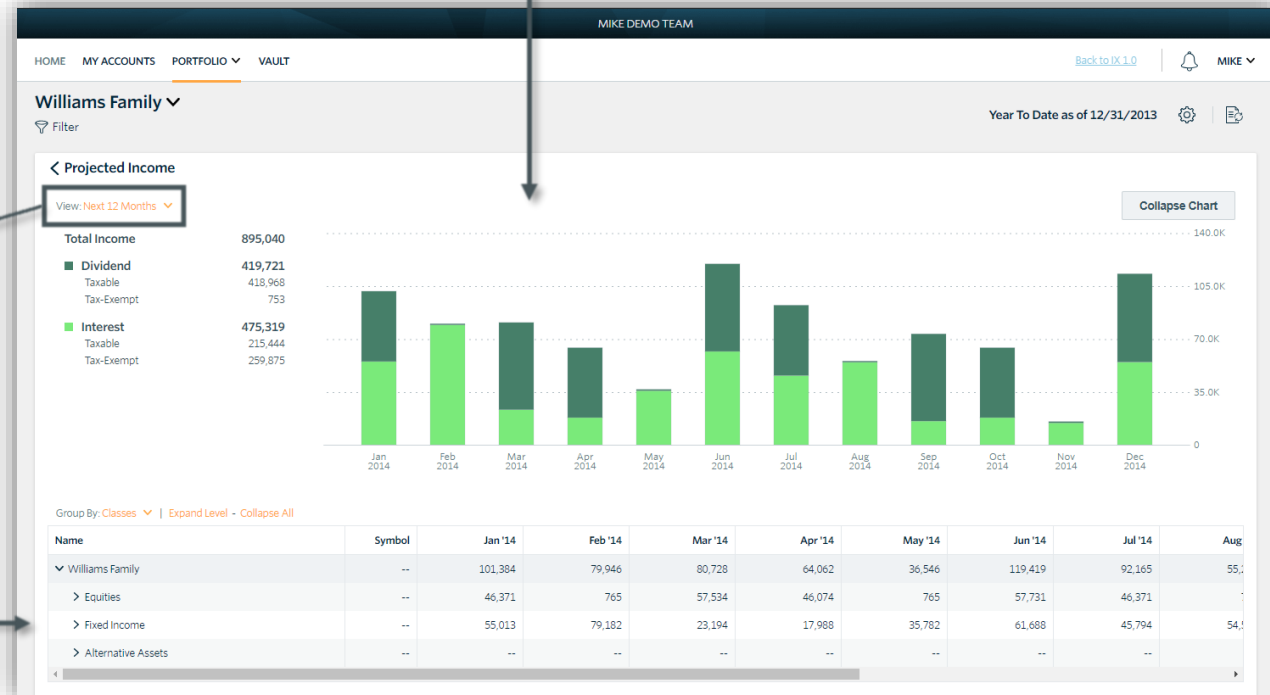 MIKE DEMO TEAM
HOME MY ACCOUNTS PORTFOLIO VAULT Back to IX 1.0 MIKE
Williams Family
Filter
Year To Date as of 12/31/2013
Projected Income
View: Next 12 Months
Collapse Chart
Total Income 895,040
Dividend 419,721
Taxable 418,968
Tax-Exempt 753
Interest 475,319
Taxable 215,444
Tax-Exempt 259,875
140.0K
105.0K
70.0K
35.0K
0
Jan Feb Mar Apr May Jun Jul Aug Sep Oct Nov Dec
2014 2014 2014 2014 2014 2014 2014 2014 2014 2014 2014 2014
Group By: Classes | Expand Level - Collapse All
Name Symbol Jan '14 Feb '14 Mar '14 Apr '14 May '14 Jun '14 Jul '14 Aug
Williams Family -- 101,384 79,946 80,728 64,062 36,546 119,419 92,165
Equities -- 46,371 765 57,534 46,074 765 57,731 46,371
Fixed Income -- 55,013 79,182 23,194 17,988 35,782 61,688 45,794
Alternative Assets -- -- -- -- -- -- -- --